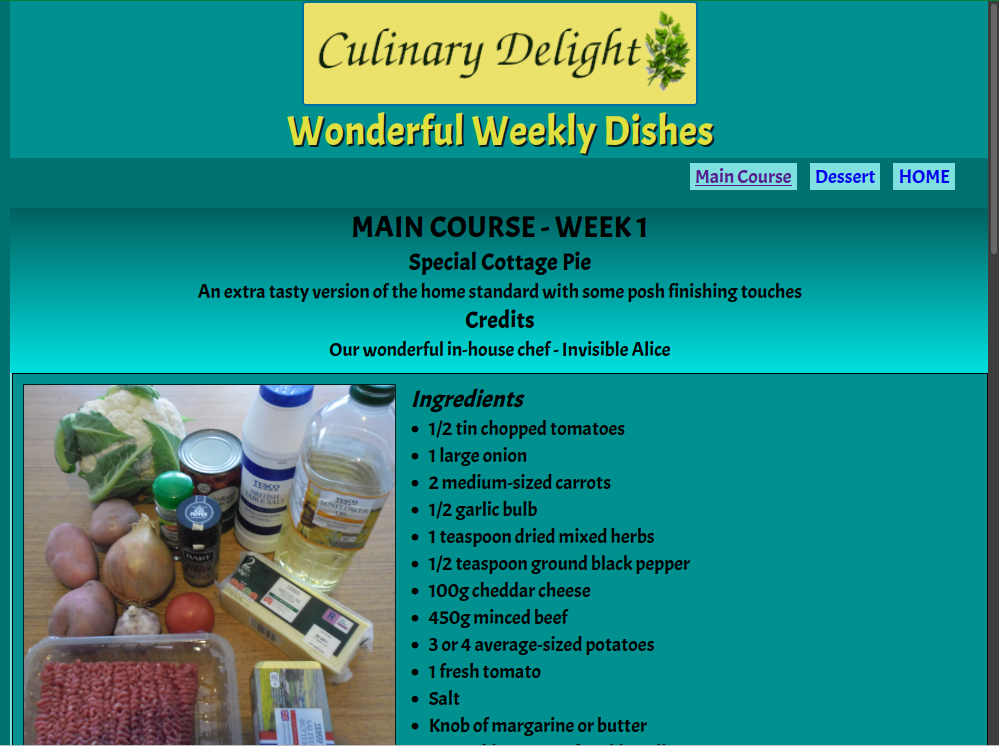 Culinary Delight
Wonderful Weekly Dishes
Main Course Dessert HOME
MAIN COURSE - WEEK 1
Special Cottage Pie
An extra tasty version of the home standard with some posh finishing touches
Credits
Our wonderful in-house chef - Invisible Alice
Ingredients
1/2 tin chopped tomatoes
1 large onion
2 medium-sized carrots
1/2 garlic bulb
1 teaspoon dried mixed herbs
1/2 teaspoon ground black pepper
100g cheddar cheese
450g minced beef
3 or 4 average-sized potatoes
1 fresh tomato
Salt
Knob of margarine or butter
TESCO
BRITISH
TABLE SALT
TESCO
SUNFLOWER
OIL
PEPPER
HART